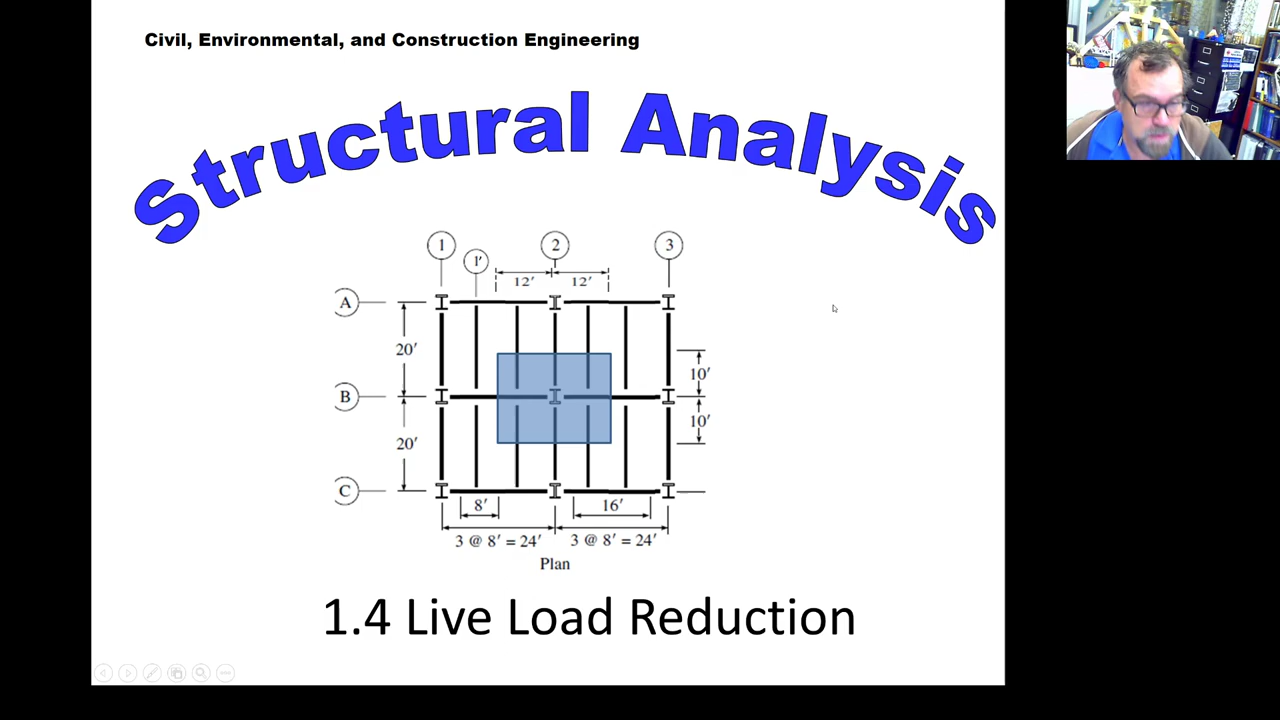 Civil, Environmental, and Construction Engineering
Structural Analysis
1 1' 2 3
12' 12'
A
20'
10'
B
10'
20'
C
8' 16'
3 @ 8' = 24' 3 @ 8' = 24'
Plan
1.4 Live Load Reduction